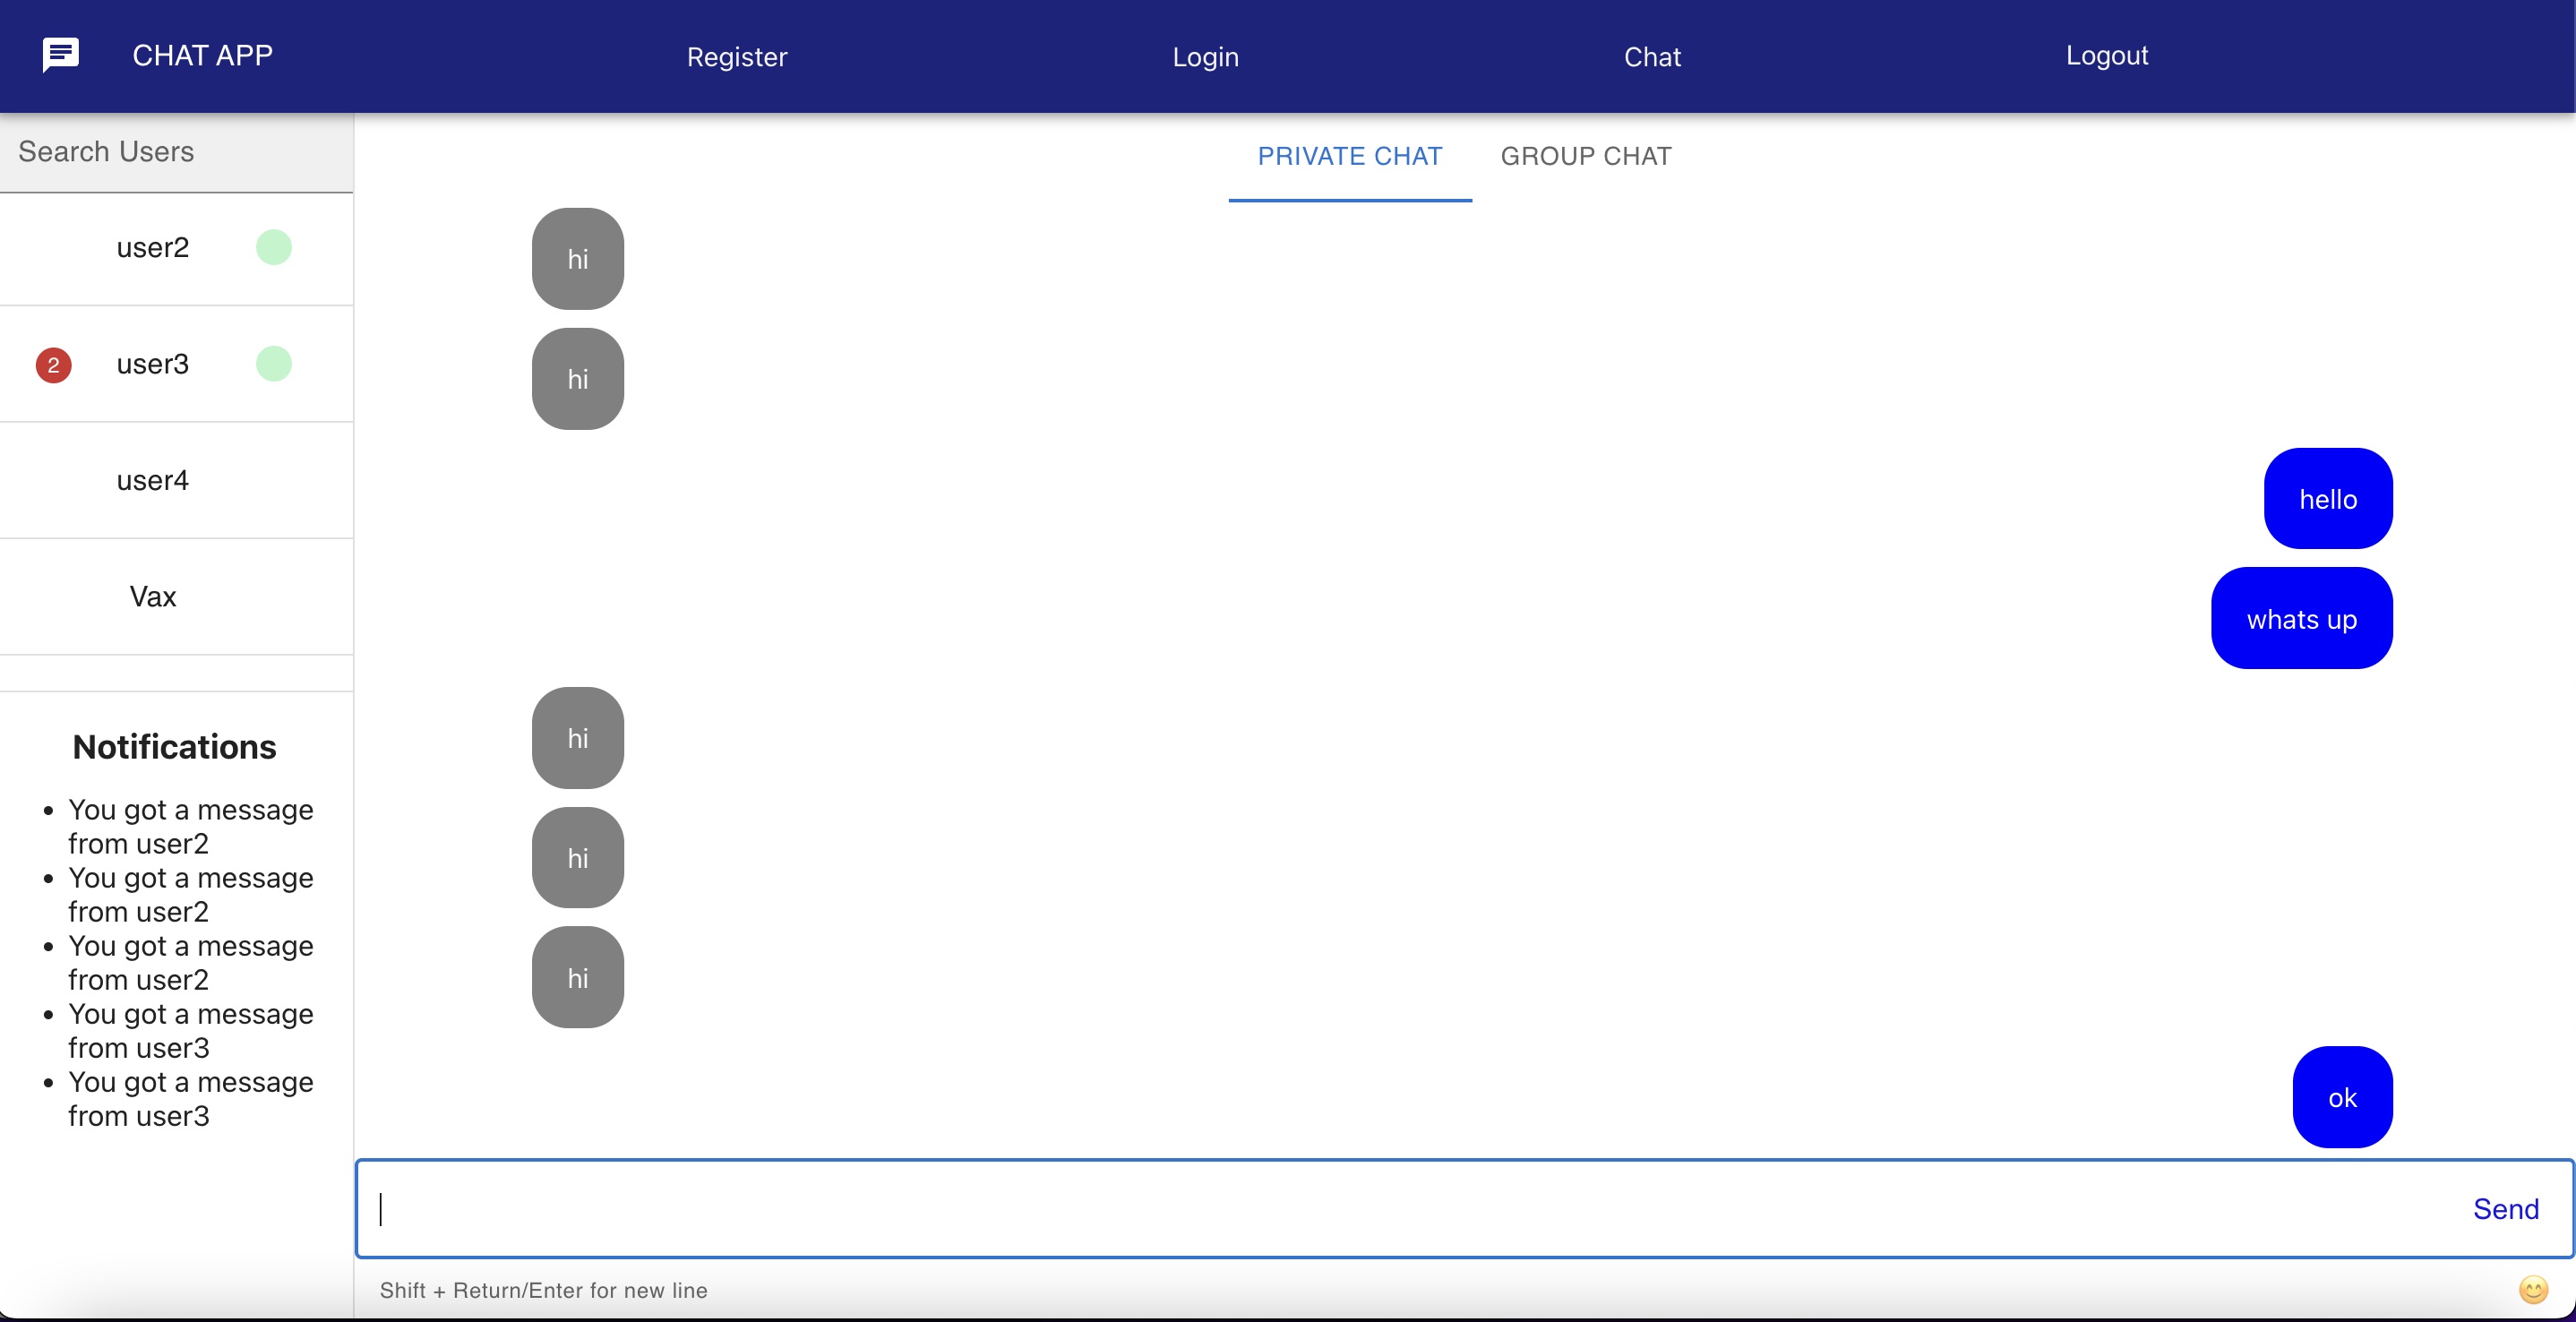 CHAT APP
Register
Login
Chat
Logout
Search Users
user2
2
user3
user4
Vax
Notifications
You got a message
from user2
You got a message
from user2
You got a message
from user2
You got a message
from user3
You got a message
from user3
PRIVATE CHAT
GROUP CHAT
hi
hi
hello
whats up
hi
hi
hi
ok
Send
Shift + Return/Enter for new line